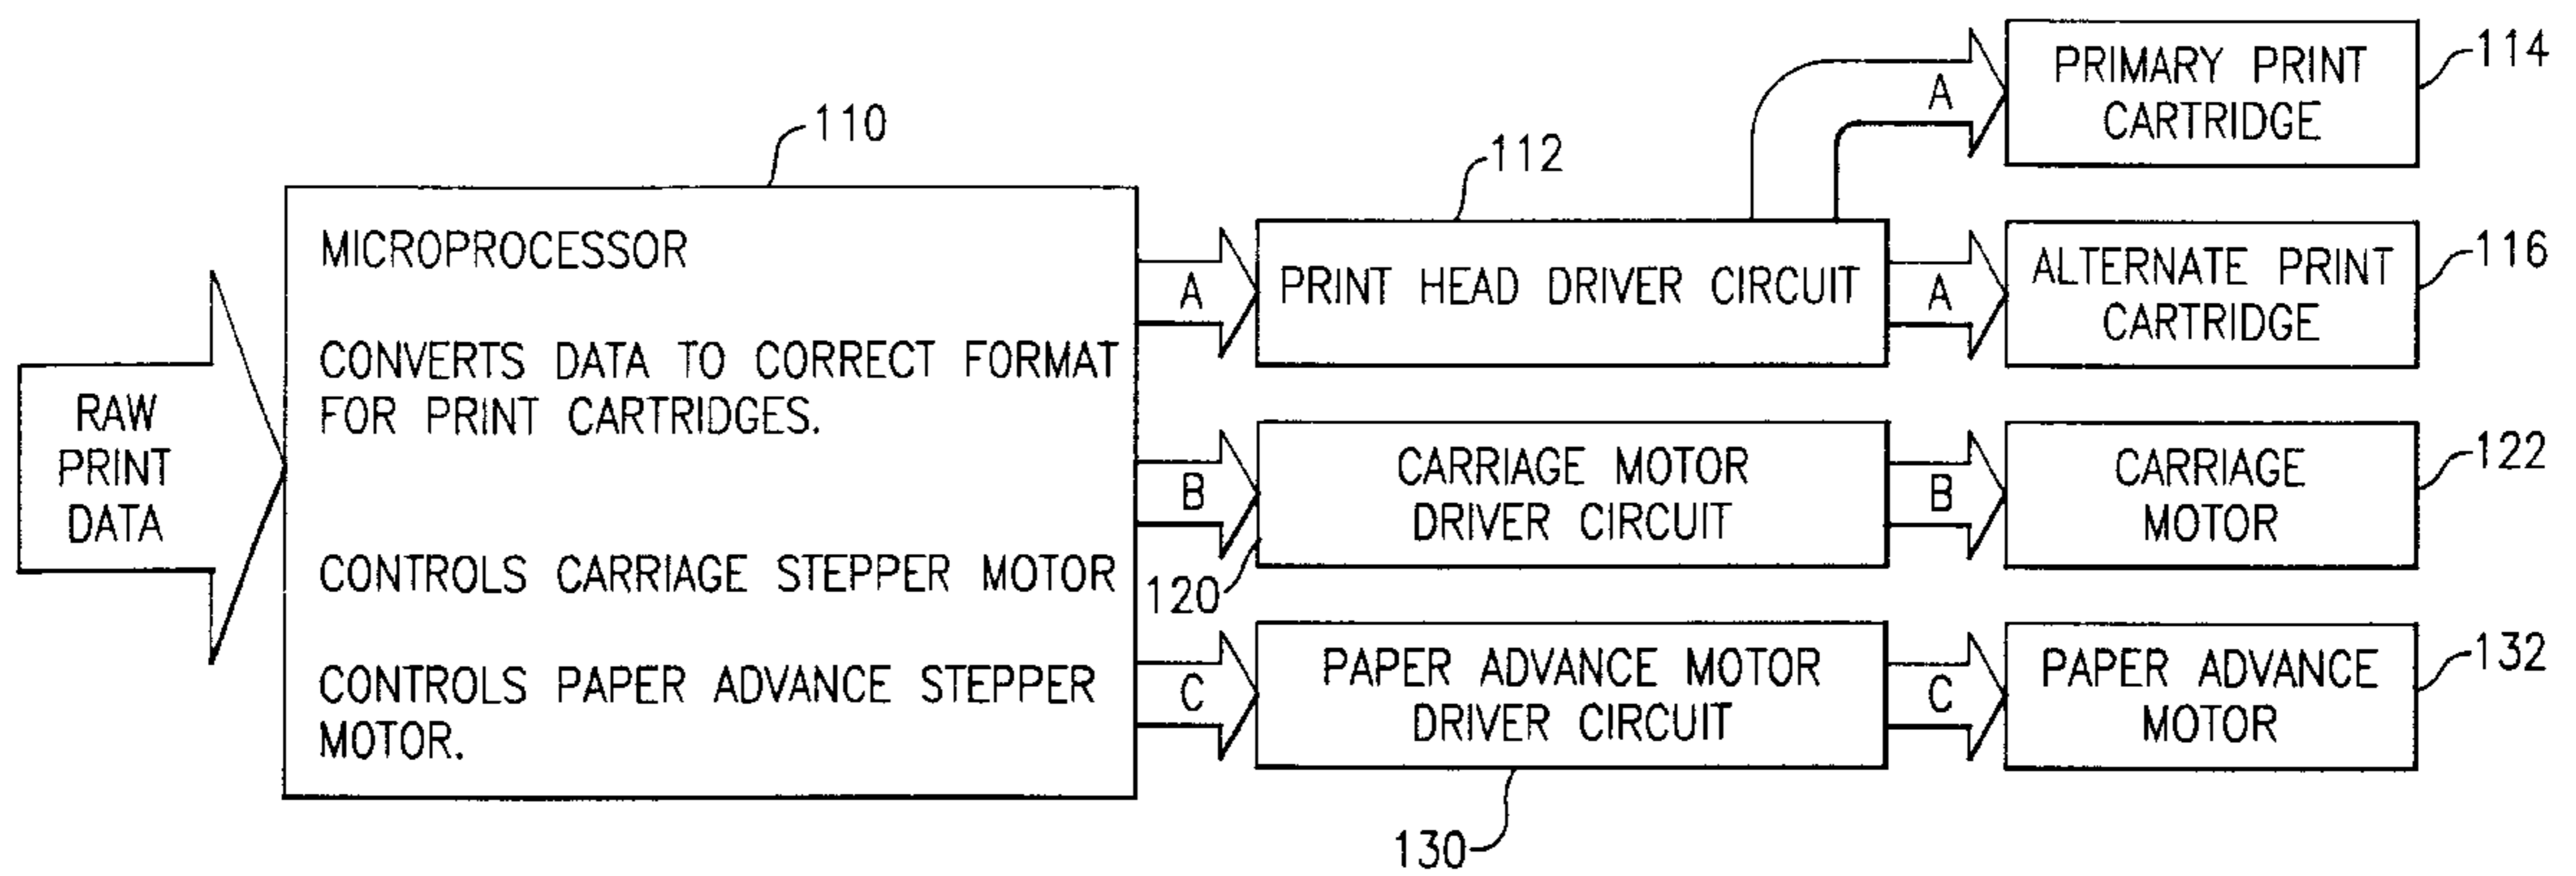 RAW
PRINT
DATA
110
MICROPROCESSOR
CONVERTS DATA TO CORRECT FORMAT
FOR PRINT CARTRIDGES.
CONTROLS CARRIAGE STEPPER MOTOR
CONTROLS PAPER ADVANCE STEPPER
MOTOR.
A
112
PRINT HEAD DRIVER CIRCUIT
A
PRIMARY PRINT
CARTRIDGE
114
A
ALTERNATE PRINT
CARTRIDGE
116
B
120
CARRIAGE MOTOR
DRIVER CIRCUIT
B
CARRIAGE
MOTOR
122
C
PAPER ADVANCE MOTOR
DRIVER CIRCUIT
130
C
PAPER ADVANCE
MOTOR
132